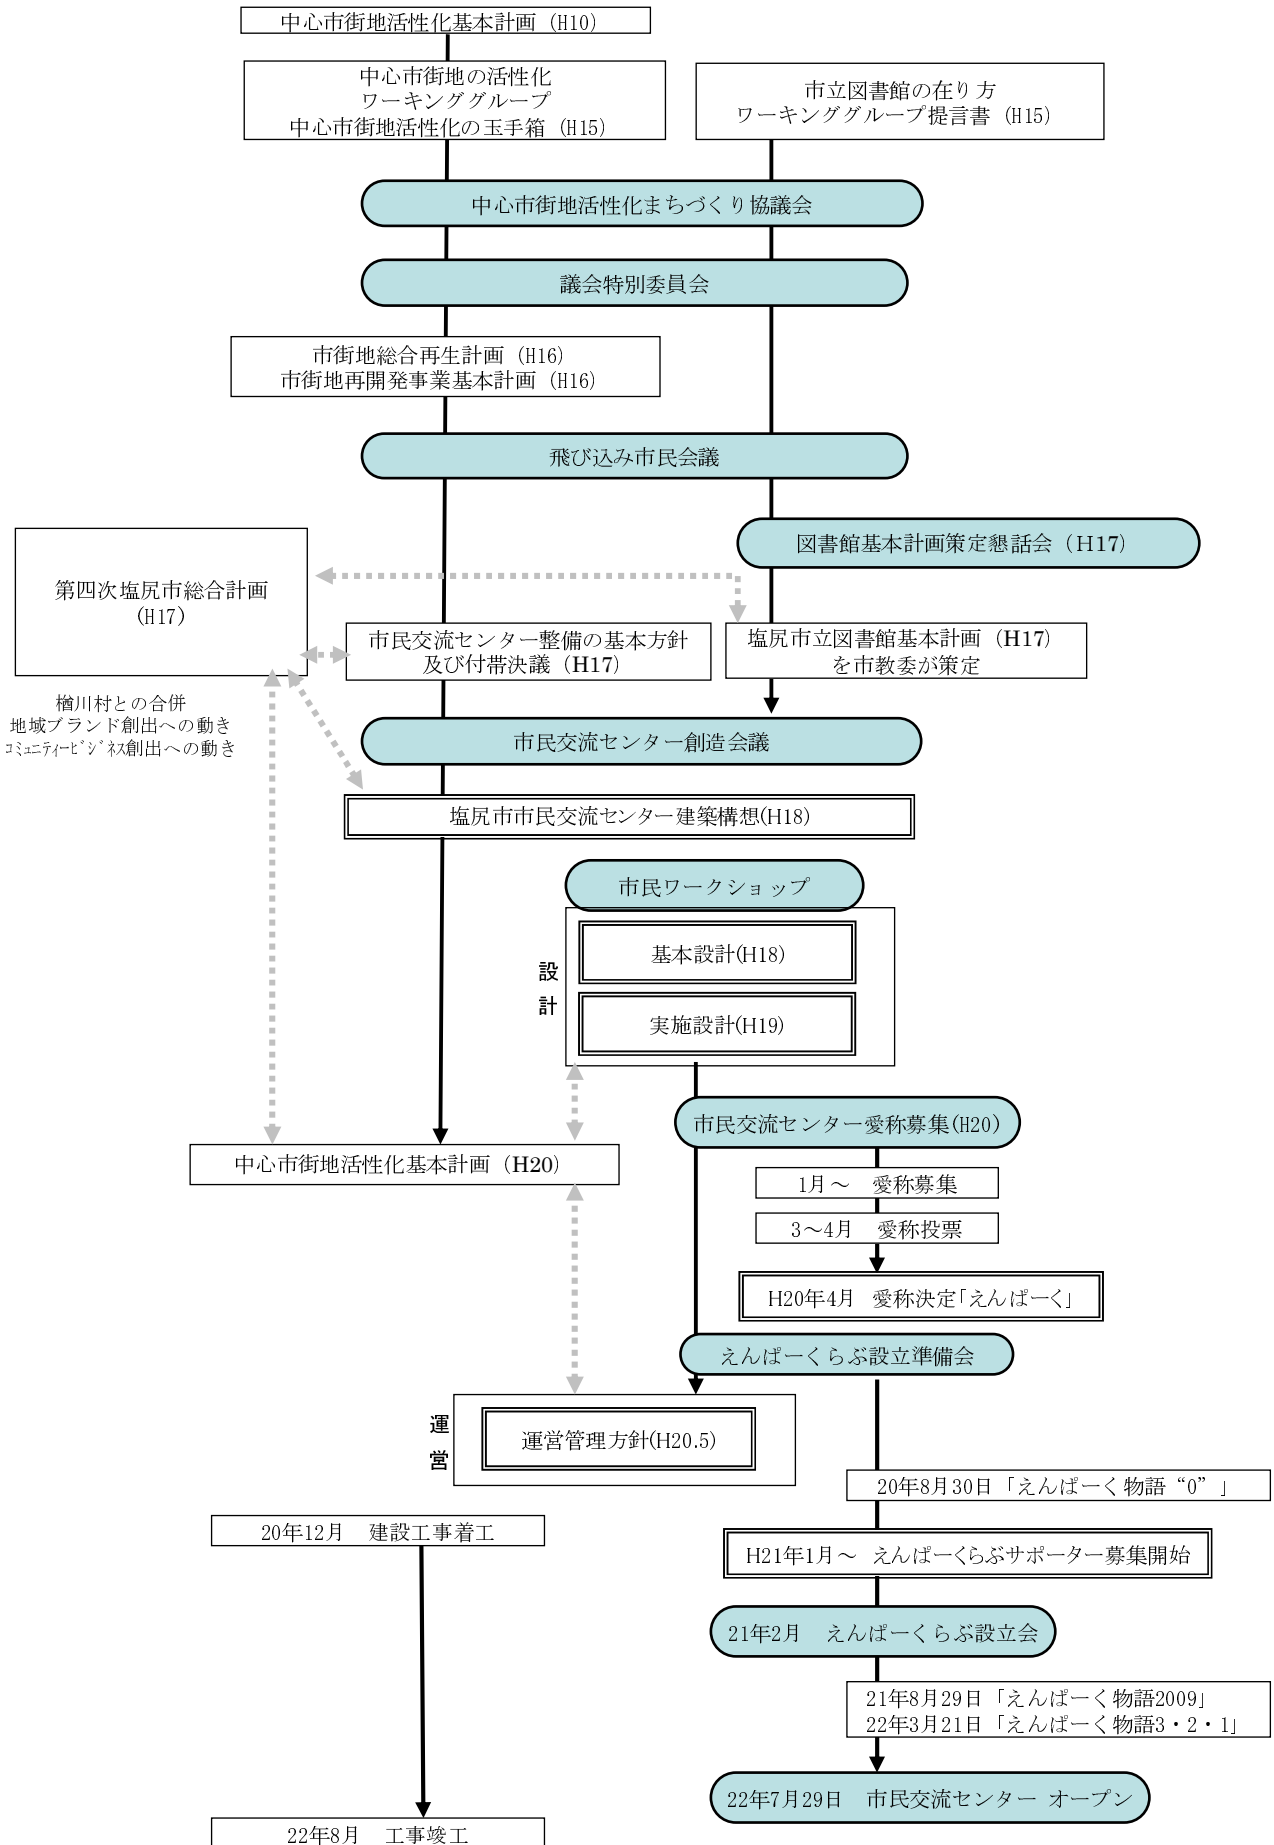 中心市街地活性化基本計画（H10）
中心市街地の活性化
ワーキンググループ
中心市街地活性化の玉手箱（H15）
市立図書館の在り方
ワーキンググループ提言書（H15）
中心市街地活性化まちづくり協議会
議会特別委員会
市街地総合再生計画（H16）
市街地再開発事業基本計画（H16）
飛び込み市民会議
図書館基本計画策定懇話会（H17）
第四次塩尻市総合計画
（H17）
市民交流センター整備の基本方針
及び付帯決議（H17）
塩尻市立図書館基本計画（H17）
を市教委が策定
楢川村との合併
地域ブランド創出への動き
ｺﾐｭﾆﾃｨｰﾋﾞｼﾞﾈｽ創出への動き
市民交流センター創造会議
塩尻市市民交流センター建築構想(H18)
市民ワークショップ
設計
基本設計(H18)
実施設計(H19)
市民交流センター愛称募集(H20)
中心市街地活性化基本計画（H20）
1月～　愛称募集
3～4月　愛称投票
H20年4月　愛称決定「えんぱーく」
えんぱーくらぶ設立準備会
運営
運営管理方針(H20.5)
20年8月30日「えんぱーく物語“0”」
20年12月　建設工事着工
H21年1月～　えんぱーくらぶサポーター募集開始
21年2月　えんぱーくらぶ設立会
21年8月29日「えんぱーく物語2009」
22年3月21日「えんぱーく物語3・2・1」
22年7月29日　市民交流センター オープン
22年8月　工事竣工